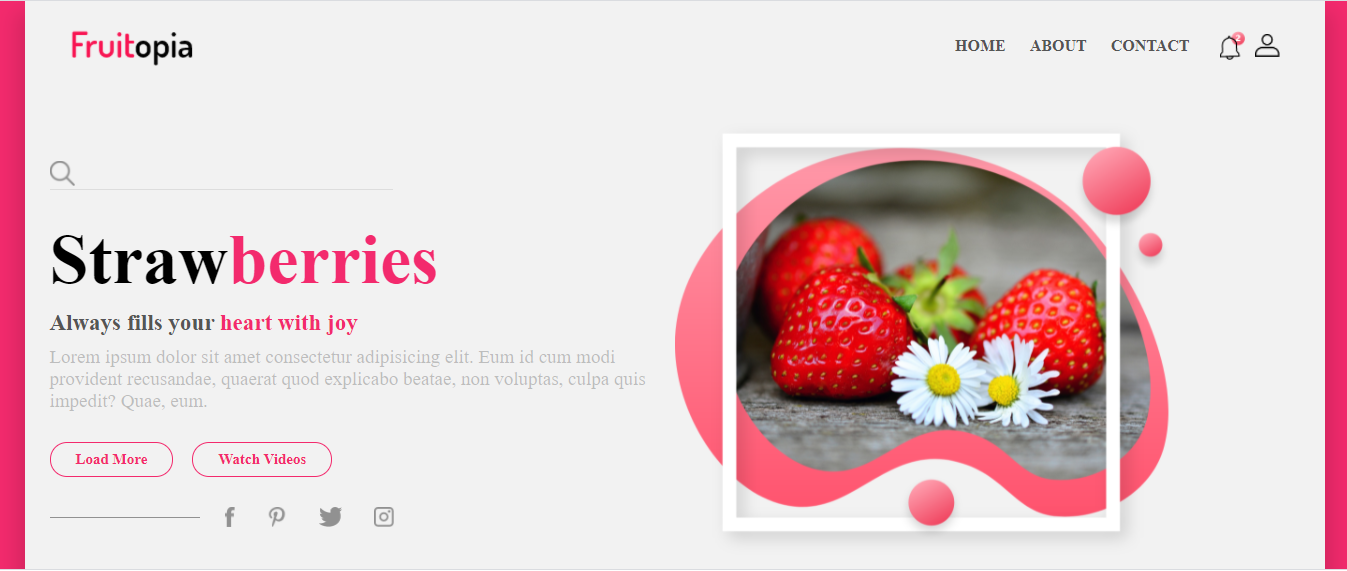 Fruitopia
HOME ABOUT CONTACT
2
Strawberries
Always fills your heart with joy
Lorem ipsum dolor sit amet consectetur adipisicing elit. Eum id cum modi
provident recusandae, quaerat quod explicabo beatae, non voluptas, culpa quis
impedit? Quae, eum.
Load More Watch Videos